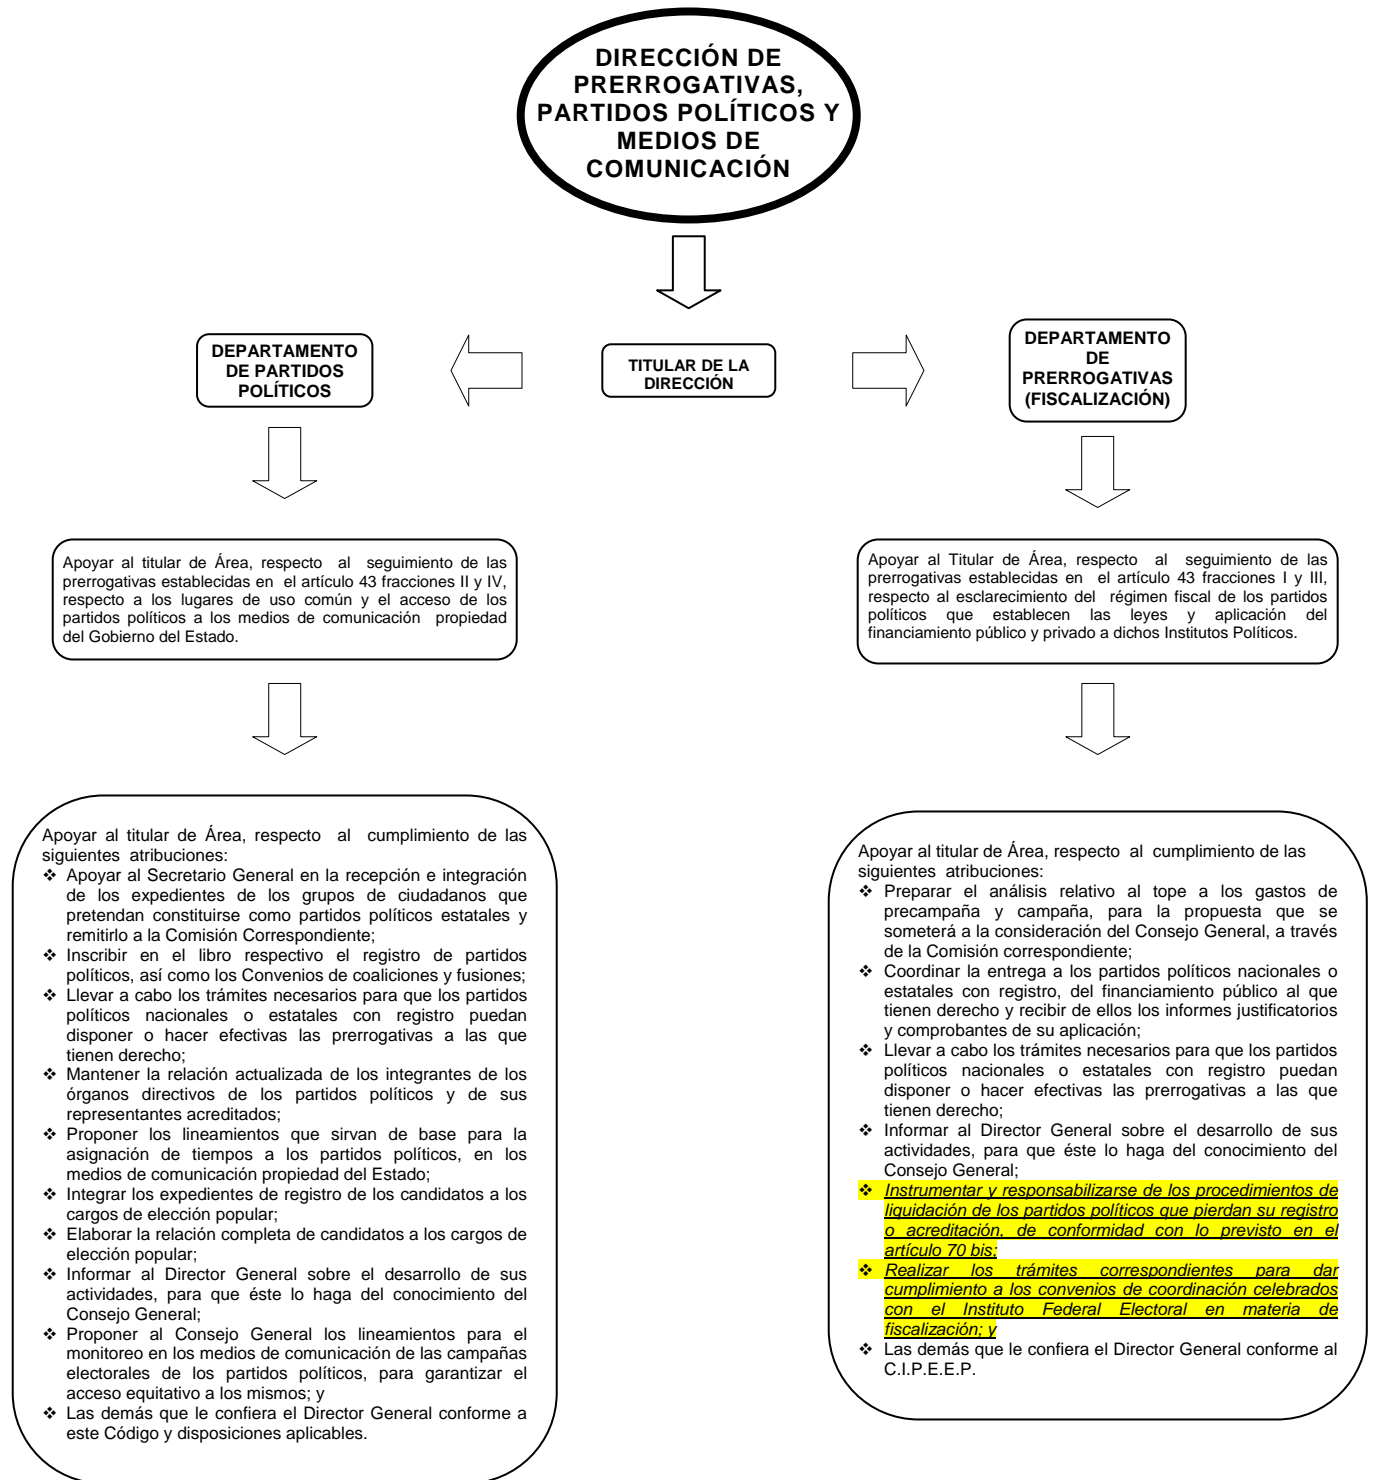 DIRECCIÓN DE
PRERROGATIVAS,
PARTIDOS POLÍTICOS Y
MEDIOS DE
COMUNICACIÓN
DEPARTAMENTO
DE PARTIDOS
POLÍTICOS
TITULAR DE LA
DIRECCIÓN
DEPARTAMENTO
DE
PRERROGATIVAS
(FISCALIZACIÓN)
Apoyar al titular de Área, respecto al seguimiento de las
prerrogativas establecidas en el artículo 43 fracciones II y IV,
respecto a los lugares de uso común y el acceso de los
partidos políticos a los medios de comunicación propiedad
del Gobierno del Estado.
Apoyar al Titular de Área, respecto al seguimiento de las
prerrogativas establecidas en el artículo 43 fracciones I y III,
respecto al esclarecimiento del régimen fiscal de los partidos
políticos que establecen las leyes y aplicación del
financiamiento público y privado a dichos Institutos Políticos.
Apoyar al titular de Área, respecto al cumplimiento de las
siguientes atribuciones:
❖ Apoyar al Secretario General en la recepción e integración
de los expedientes de los grupos de ciudadanos que
pretendan constituirse como partidos políticos estatales y
remitirlo a la Comisión Correspondiente;
❖ Inscribir en el libro respectivo el registro de partidos
políticos, así como los Convenios de coaliciones y fusiones;
❖ Llevar a cabo los trámites necesarios para que los partidos
políticos nacionales o estatales con registro puedan
disponer o hacer efectivas las prerrogativas a las que
tienen derecho;
❖ Mantener la relación actualizada de los integrantes de los
órganos directivos de los partidos políticos y de sus
representantes acreditados;
❖ Proponer los lineamientos que sirvan de base para la
asignación de tiempos a los partidos políticos, en los
medios de comunicación propiedad del Estado;
❖ Integrar los expedientes de registro de los candidatos a los
cargos de elección popular;
❖ Elaborar la relación completa de candidatos a los cargos de
elección popular;
❖ Informar al Director General sobre el desarrollo de sus
actividades, para que éste lo haga del conocimiento del
Consejo General;
❖ Proponer al Consejo General los lineamientos para el
monitoreo en los medios de comunicación de las campañas
electorales de los partidos políticos, para garantizar el
acceso equitativo a los mismos; y
❖ Las demás que le confiera el Director General conforme a
este Código y disposiciones aplicables.
Apoyar al titular de Área, respecto al cumplimiento de las
siguientes atribuciones:
❖ Preparar el análisis relativo al tope a los gastos de
precampaña y campaña, para la propuesta que se
someterá a la consideración del Consejo General, a través
de la Comisión correspondiente;
❖ Coordinar la entrega a los partidos políticos nacionales o
estatales con registro, del financiamiento público al que
tienen derecho y recibir de ellos los informes justificatorios
y comprobantes de su aplicación;
❖ Llevar a cabo los trámites necesarios para que los partidos
políticos nacionales o estatales con registro puedan
disponer o hacer efectivas las prerrogativas a las que
tienen derecho;
❖ Informar al Director General sobre el desarrollo de sus
actividades, para que éste lo haga del conocimiento del
Consejo General;
❖ Instrumentar y responsabilizarse de los procedimientos de
liquidación de los partidos políticos que pierdan su registro
o acreditación, de conformidad con lo previsto en el
artículo 70 bis;
❖ Realizar los trámites correspondientes para dar
cumplimiento a los convenios de coordinación celebrados
con el Instituto Federal Electoral en materia de
fiscalización; y
❖ Las demás que le confiera el Director General conforme al
C.I.P.E.E.P.